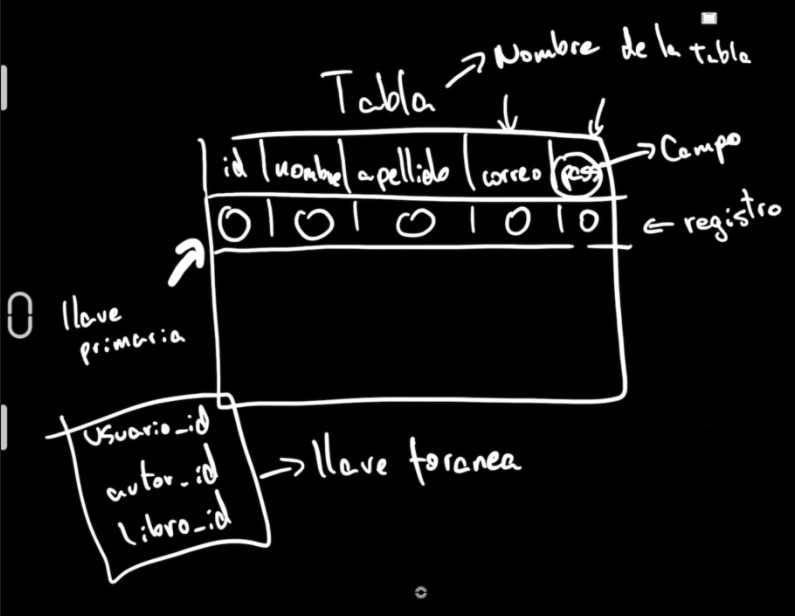 Nombre de la tabla
Tabla
id | nombre | apellido | correo | pass
Campo
0 | 0 | 0 | 0 | 0
registro
llave
primaria
usuario_id
autor_id
libro_id
llave foranea